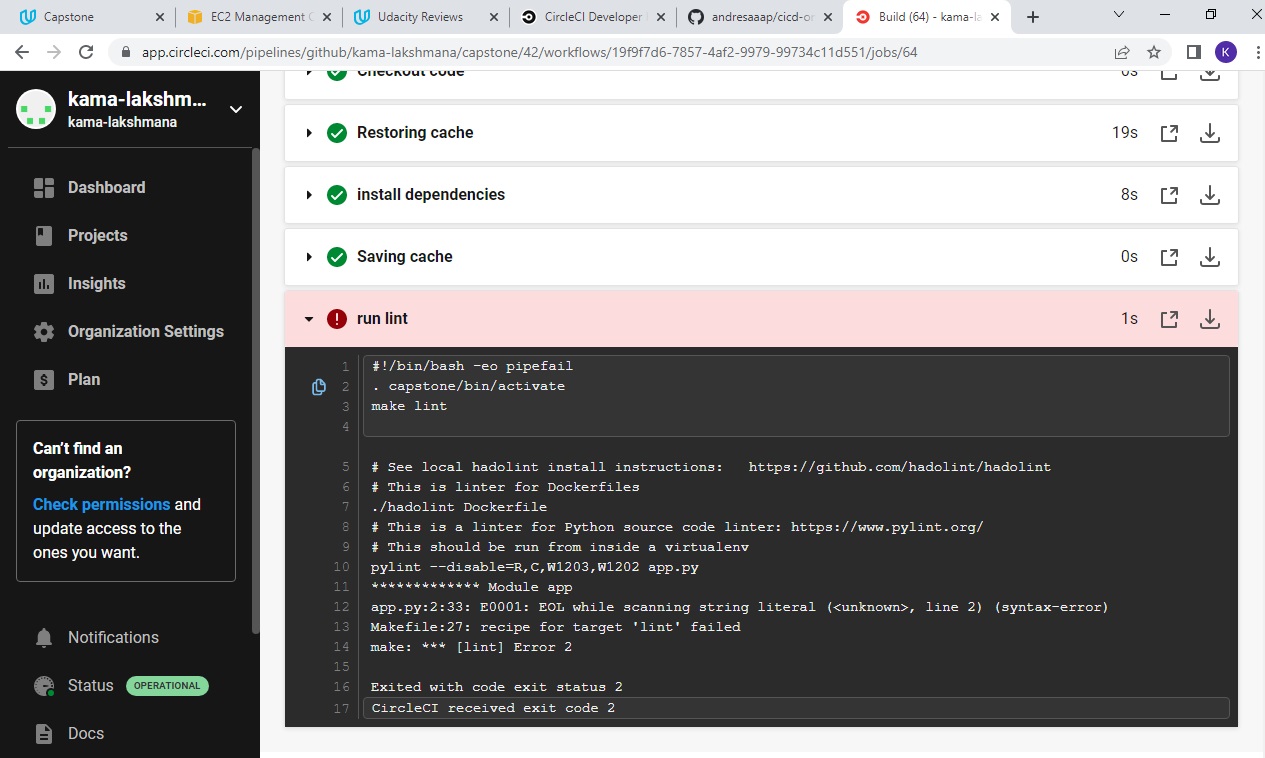 Capstone
EC2 Management C
Udacity Reviews
CircleCI Developer
andresaaap/cicd-o
Build (64) - kama-la
app.circleci.com/pipelines/github/kama-lakshmana/capstone/42/workflows/19f9f7d6-7857-4af2-9979-99734c11d551/jobs/64
K
kama-lakshm...
kama-lakshmana
Dashboard
Projects
Insights
Organization Settings
Plan
Can't find an
organization?
Check permissions and
update access to the
ones you want.
Notifications
Status OPERATIONAL
Docs
Checkout code 0s
Restoring cache 19s
install dependencies 8s
Saving cache 0s
run lint 1s
1 #!/bin/bash -eo pipefail
2 . capstone/bin/activate
3 make lint
4
5 # See local hadolint install instructions: https://github.com/hadolint/hadolint
6 # This is linter for Dockerfiles
7 ./hadolint Dockerfile
8 # This is a linter for Python source code linter: https://www.pylint.org/
9 # This should be run from inside a virtualenv
10 pylint --disable=R,C,W1203,W1202 app.py
11 ************* Module app
12 app.py:2:33: E0001: EOL while scanning string literal (<unknown>, line 2) (syntax-error)
13 Makefile:27: recipe for target 'lint' failed
14 make: *** [lint] Error 2
15
16 Exited with code exit status 2
17 CircleCI received exit code 2